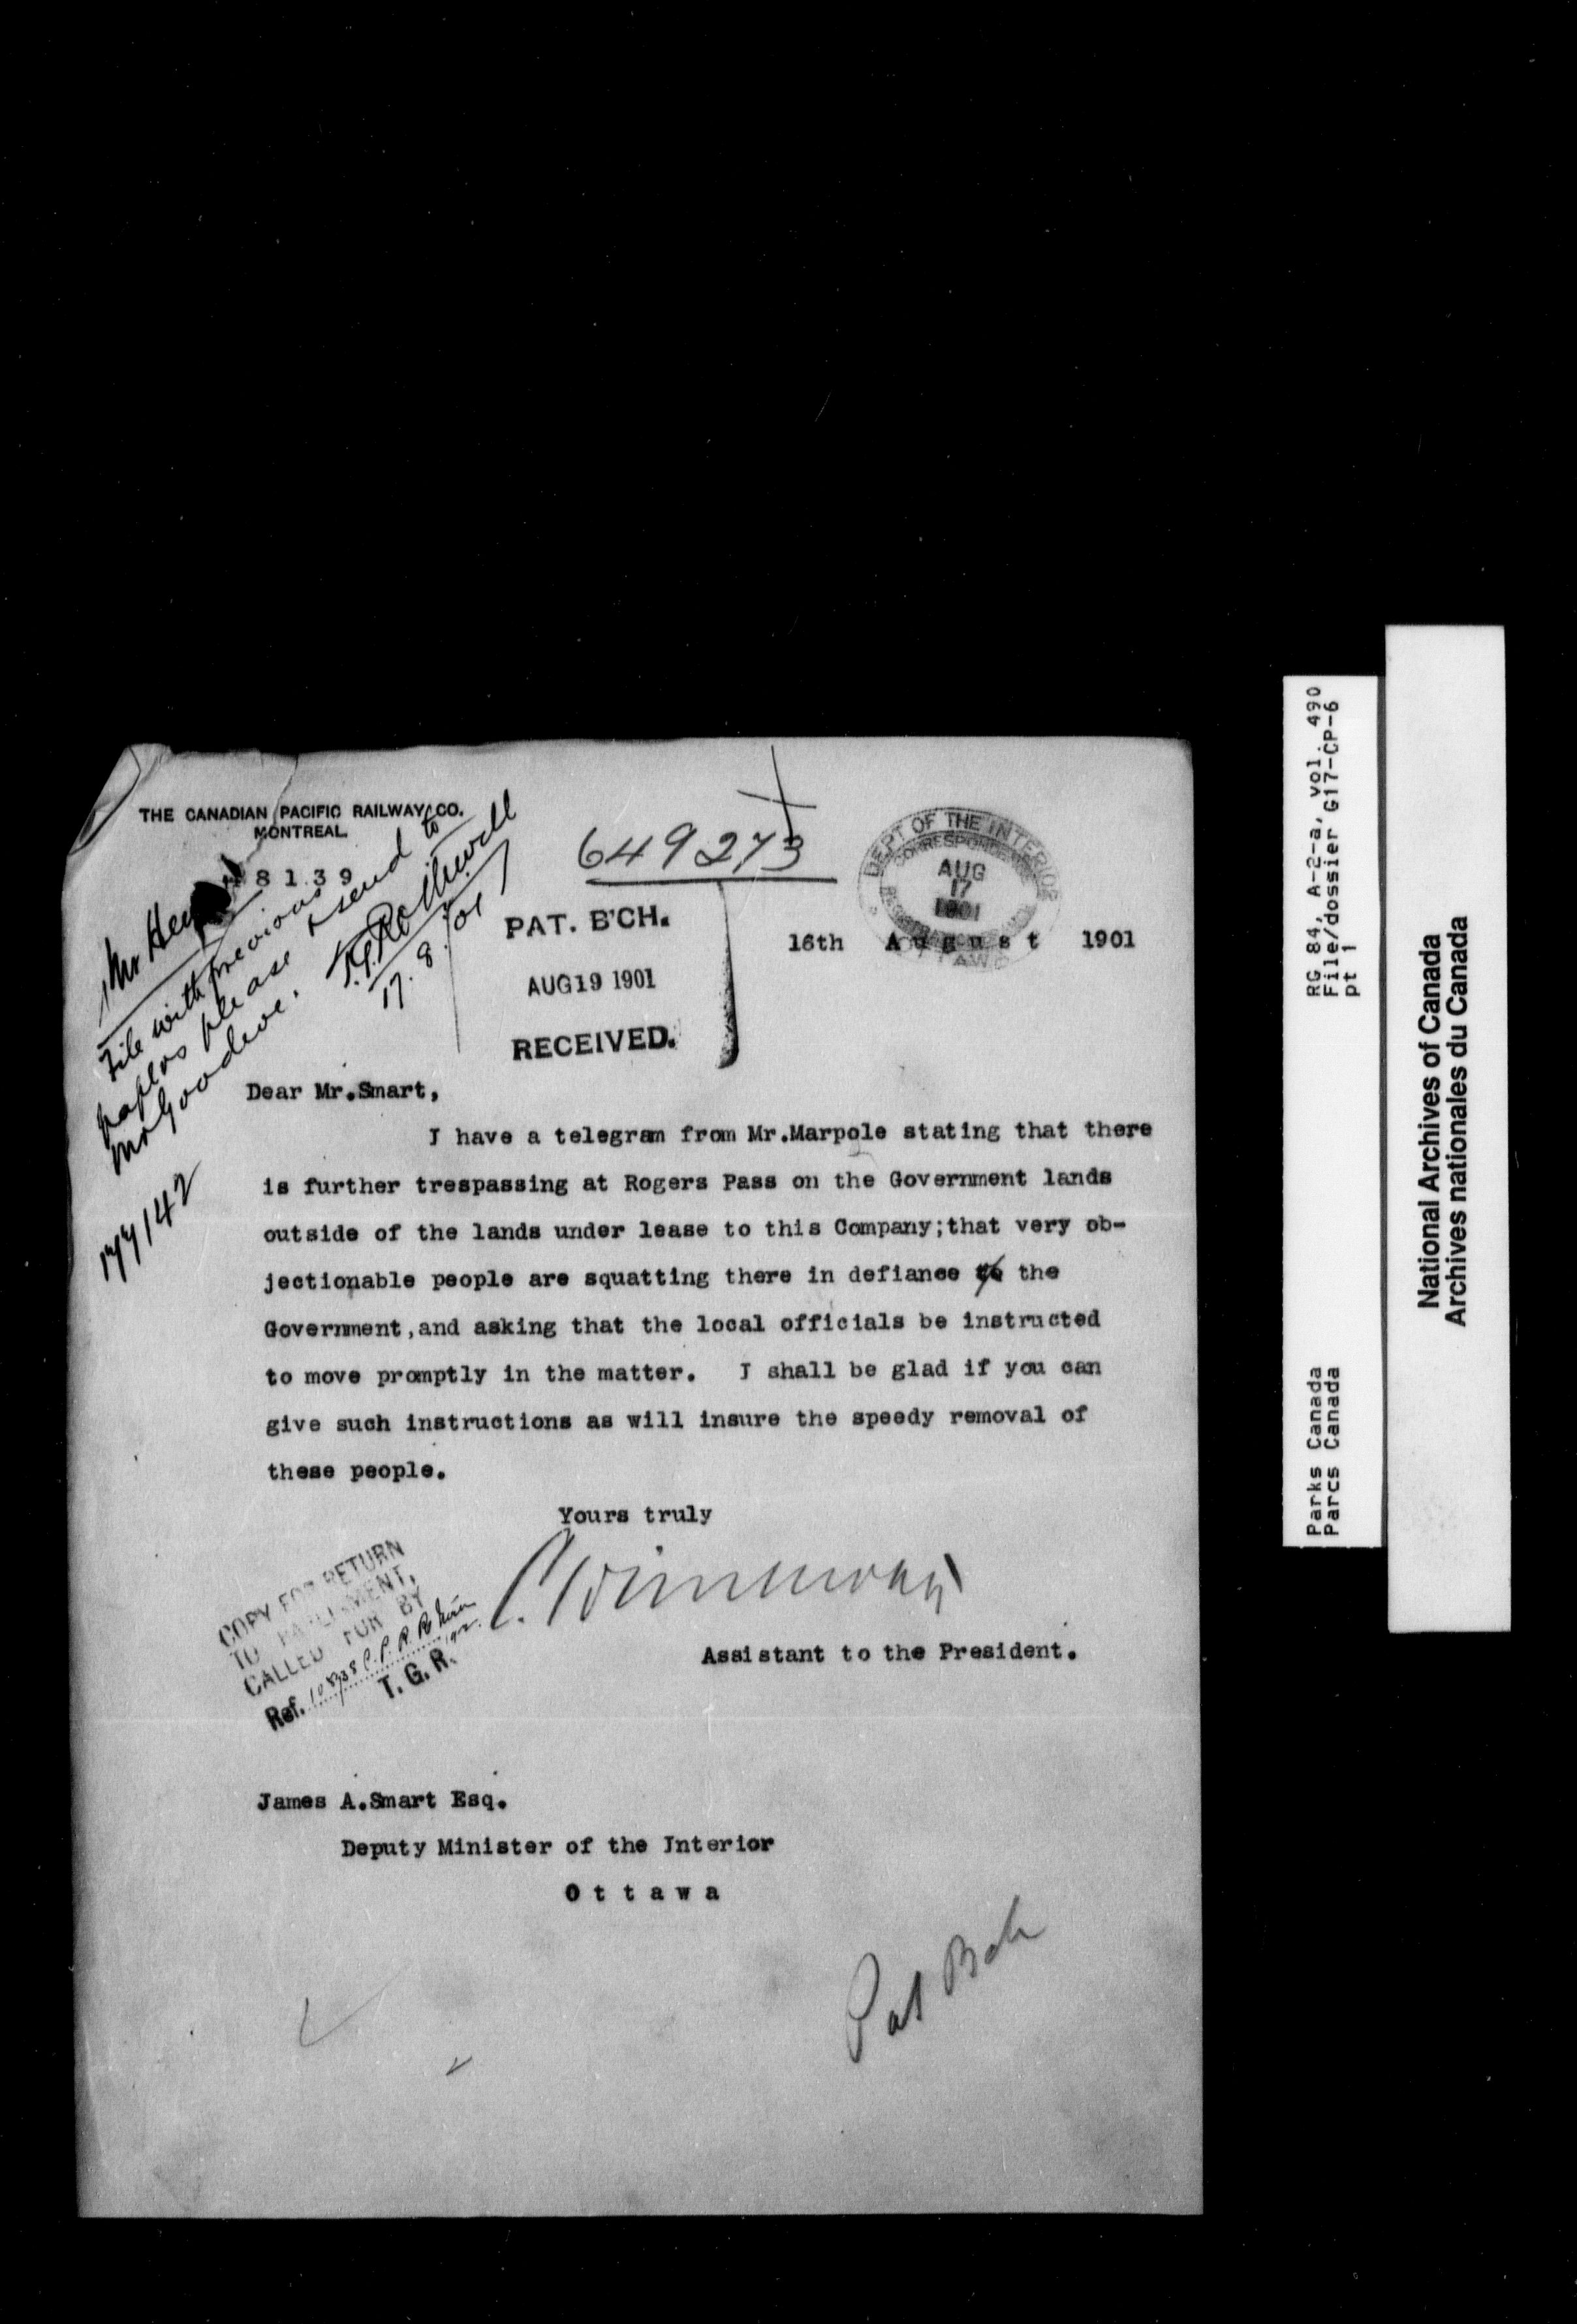 THE CANADIAN PACIFIC RAILWAY CO.
MONTREAL
8139
649273
DEPT OF THE INTERIOR
CORRESPONDENCE
AUG
17
1901
PAT. B'CH.
AUG 19 1901
RECEIVED.
16th August 1901
File with previous
papers please & send to
Mr Goodeve.
T.G. Rothwell
17.8.01
177142
Dear Mr.Smart,
I have a telegram from Mr.Marpole stating that there
is further trespassing at Rogers Pass on the Government lands
outside of the lands under lease to this Company;that very ob-
jectionable people are squatting there in defiance to the
Government,and asking that the local officials be instructed
to move promptly in the matter. I shall be glad if you can
give such instructions as will insure the speedy removal of
these people.
Yours truly
Assistant to the President.
COPY FOR RETURN
TO PARLIAMENT,
CALLED FOR BY
Ref.
T. G. R.
James A.Smart Esq.
Deputy Minister of the Interior
Ottawa
Pat Bch
RG 84, A-2-a, vol. 490
File/dossier G17-CP-6
pt 1
Parks Canada
Parcs Canada
National Archives of Canada
Archives nationales du Canada